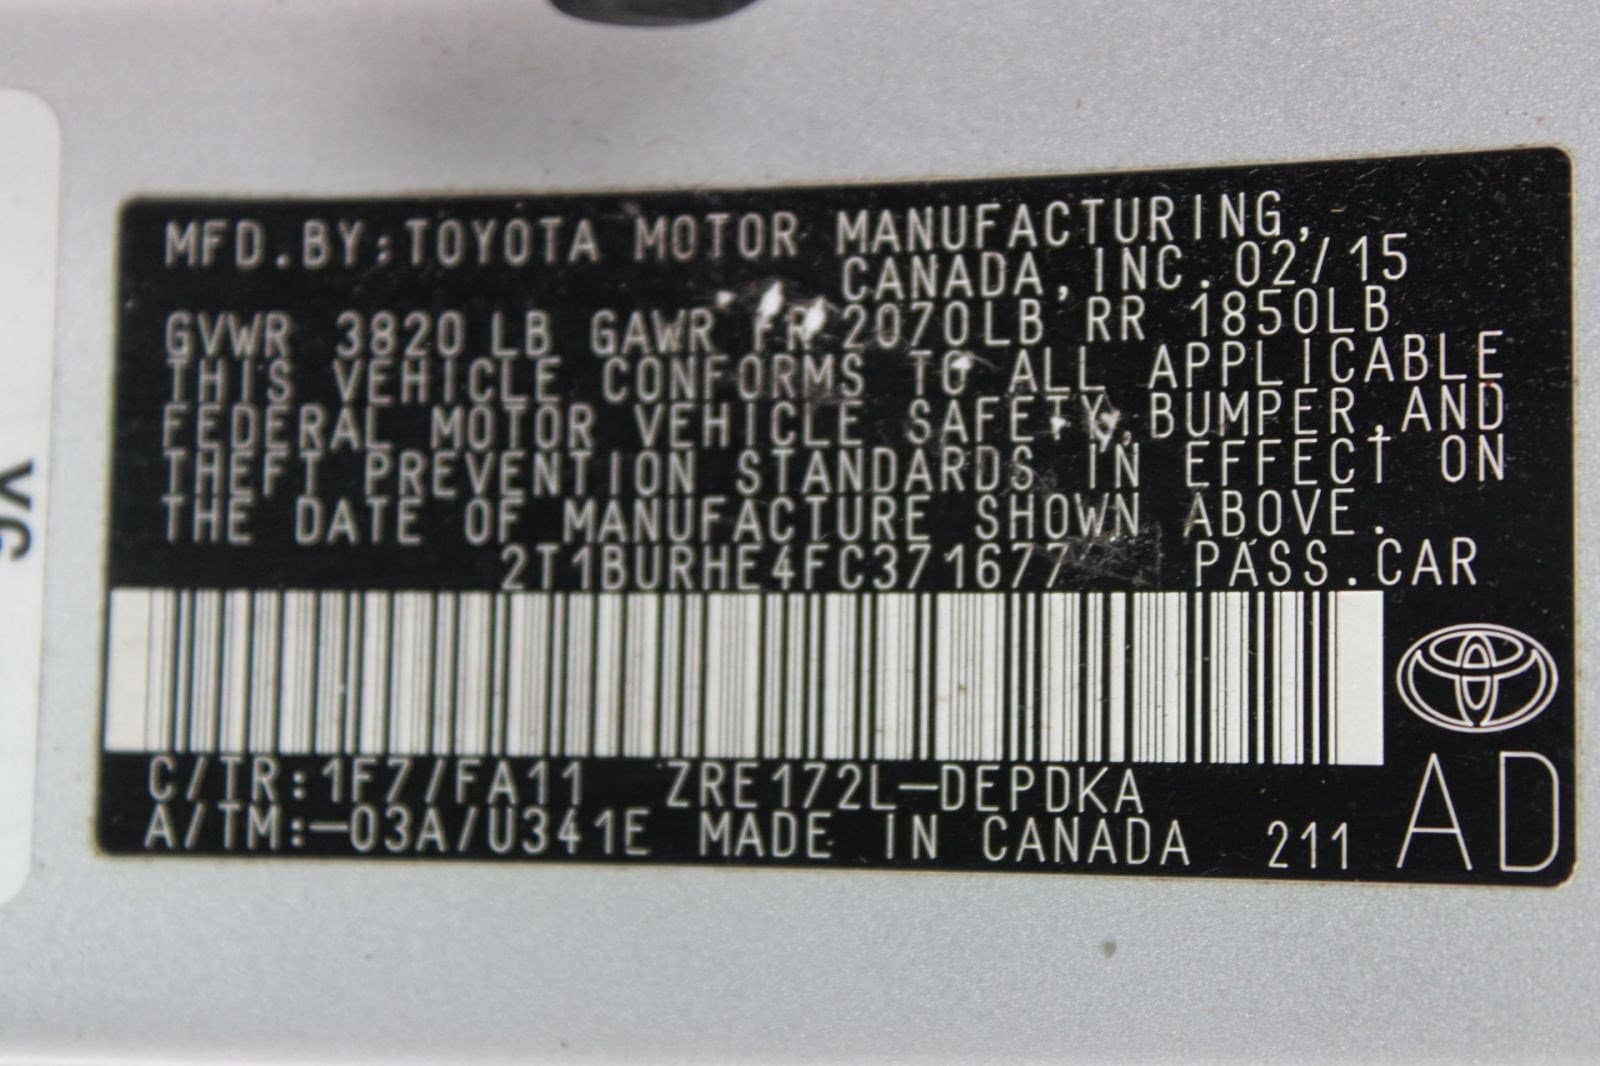 MFD.BY:TOYOTA MOTOR MANUFACTURING,
CANADA,INC.02/15
GVWR 3820LB GAWR FR 2070LB RR 1850LB
THIS VEHICLE CONFORMS TO ALL APPLICABLE
FEDERAL MOTOR VEHICLE SAFETY,BUMPER,AND
THEFT PREVENTION STANDARDS IN EFFECT ON
THE DATE OF MANUFACTURE SHOWN ABOVE.
2T1BURHE4FC371677 PASS.CAR
C/TR:1F7/FA11 ZRE172L-DEPDKA
A/TM:-03A/U341E MADE IN CANADA 211
AD